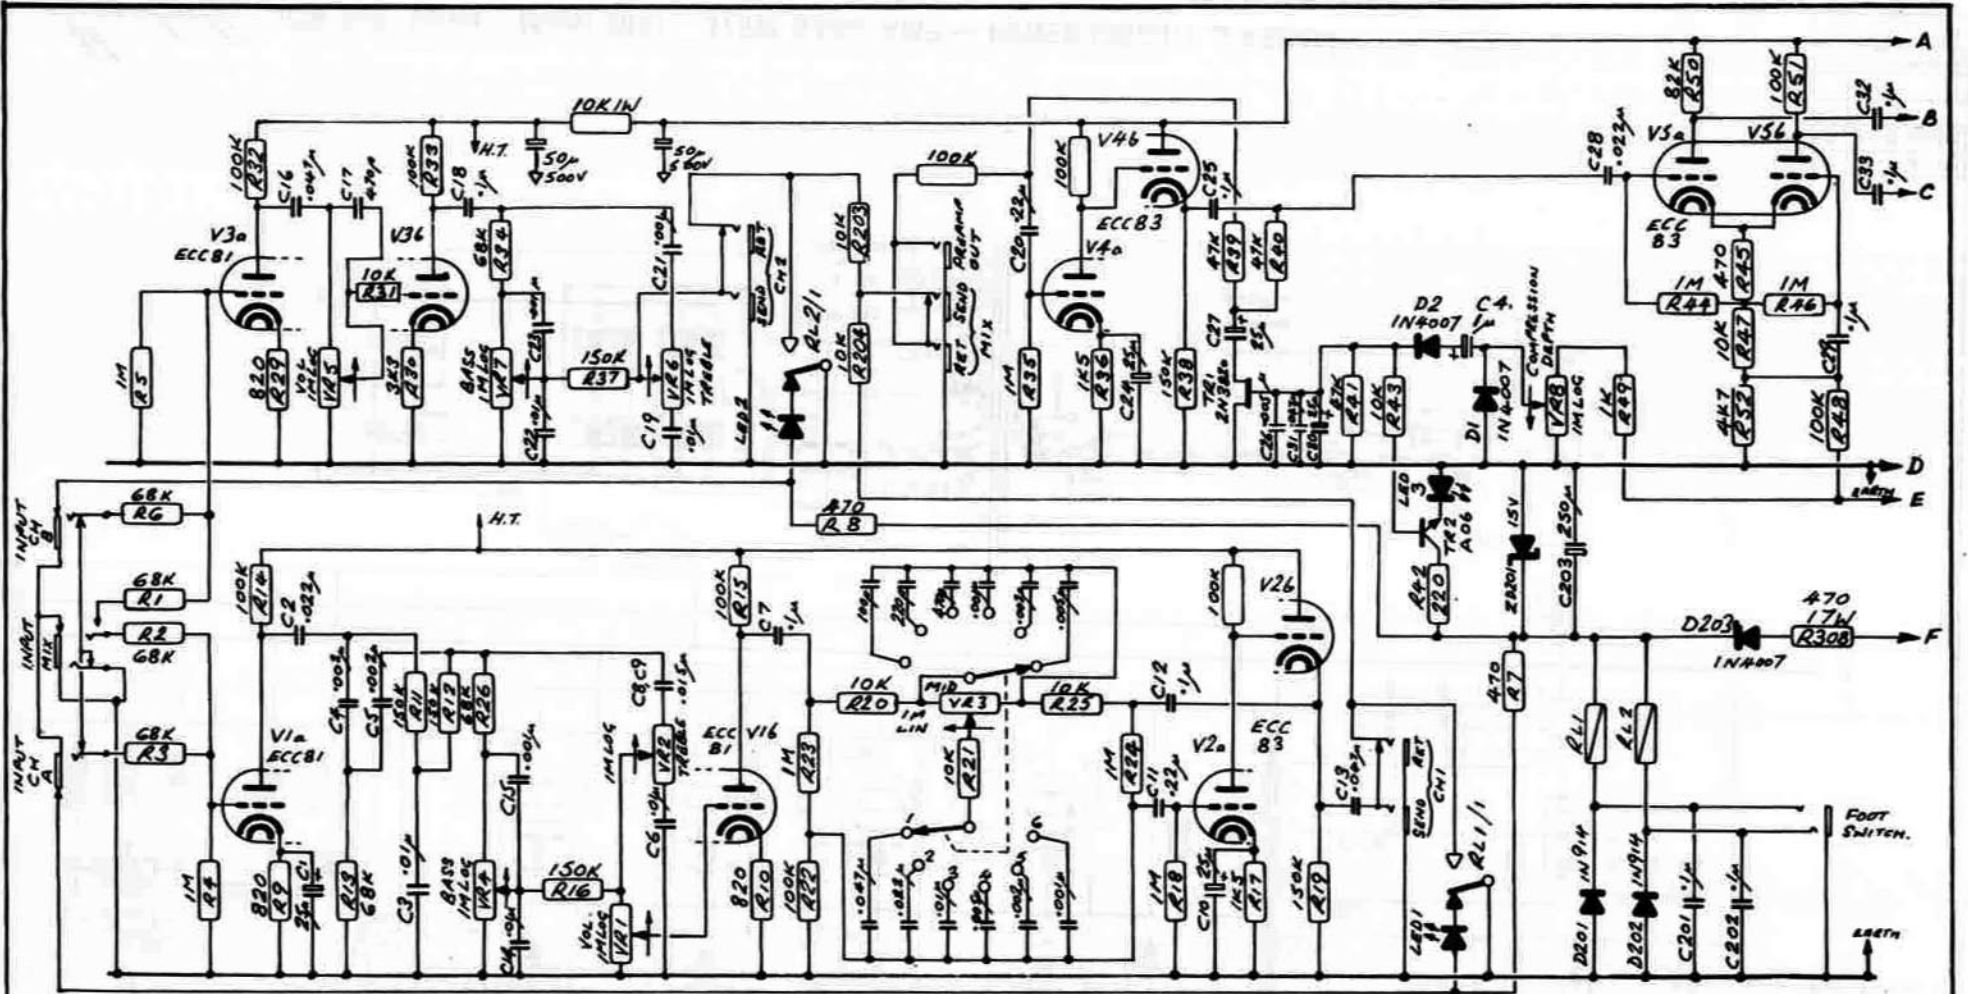 A
10K 1W
82K
R50
100K
R51
C32
.1µ
B
V4b
V5a
V5b
100K
R32
C16
.047µ
C17
470p
100K
R33
C18
.1µ
H.T.
50µ
500V
50µ
500V
100K
100K
C25
.1µ
C28
.022µ
C33
.1µ
C
V3a
ECC81
V3b
68K
R34
C21 .001µ
RET
SEND
CH2
10K
R203
PREAMP
OUT
SEND
RET
MIX
C20 .22µ
ECC83
V4a
47K
R39
47K
R40
ECC
83
470
R45
10K
R31
RL2/1
D2
1N4007
C4.
1µ
COMPRESSION
DEPTH
1M
R44
1M
R46
1M
R5
820
R29
VOL
1M LOG
VR5
3K3
R30
BASS
1M LOG
VR7
C23
150K
R37
VR6
1M LOG
TREBLE
10K
R204
1M
R35
1K5
R36
C24 25µ
150K
R38
C27
25µ
TR1
2N3820
47K
R41
10K
R43
D1
1N4007
VR8
1M LOG
1K
R49
10K
R47
C29
.1µ
4K7
R52
100K
R48
C22 .01µ
C19
.01µ
LED2
C26 .005µ
D
EARTH
E
INPUT
CH
B
68K
R6
H.T.
470
R8
LED
3
TR2
A06
15V
C203 250µ
68K
R1
INPUT
MIX
R2
68K
100K
R14
C2
.022µ
100K
R15
C7
.1µ
100p
220p
.005µ
100K
V2b
R42
220
470
17W
R308
F
D203
1N4007
C4 .002µ
C5 .002µ
150K
R11
150K
R12
68K
R26
C8,C9
.015µ
10K
R20
MID
VR3
1M
LIN
10K
R25
C12
.1µ
470
R7
RL1
RL2
INPUT
CH
A
68K
R3
V1a
ECC81
C15
.001µ
1M LOG
VR2
TREBLE
ECC
81
V1b
1M
R23
10K
R21
1M
R24
C11
.22µ
V2a
ECC
83
C13
.047µ
RET
SEND
CH1
C6 .01µ
1
2
3
6
FOOT
SWITCH.
1M
R4
820
R9
C1
25µ
R13
68K
C3 .01µ
BASS
1M LOG
VR4
150K
R16
VOL.
1M LOG
VR1
820
R10
100K
R22
.047µ
.022µ
.01µ
.002µ
.001µ
1M
R18
C10 25µ
1K5
R17
150K
R19
RL1/1
LED1
D201 1N914
D202 1N914
C201 .1µ
C202 .1µ
EARTH